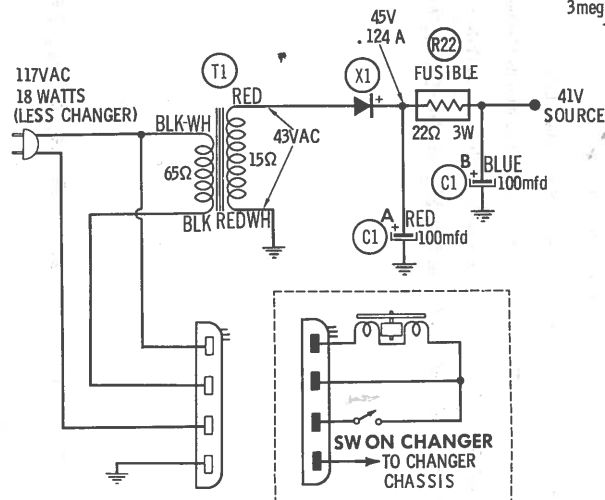 3meg
45V
.124 A
R22
FUSIBLE
T1
X1
117VAC
18 WATTS
(LESS CHANGER)
RED
+
41V
SOURCE
BLK-WH
43VAC
22Ω 3W
65Ω
15Ω
B
BLUE
+
C1
100mfd
BLK
REDWH
A
RED
+
C1
100mfd
SW ON CHANGER
TO CHANGER
CHASSIS